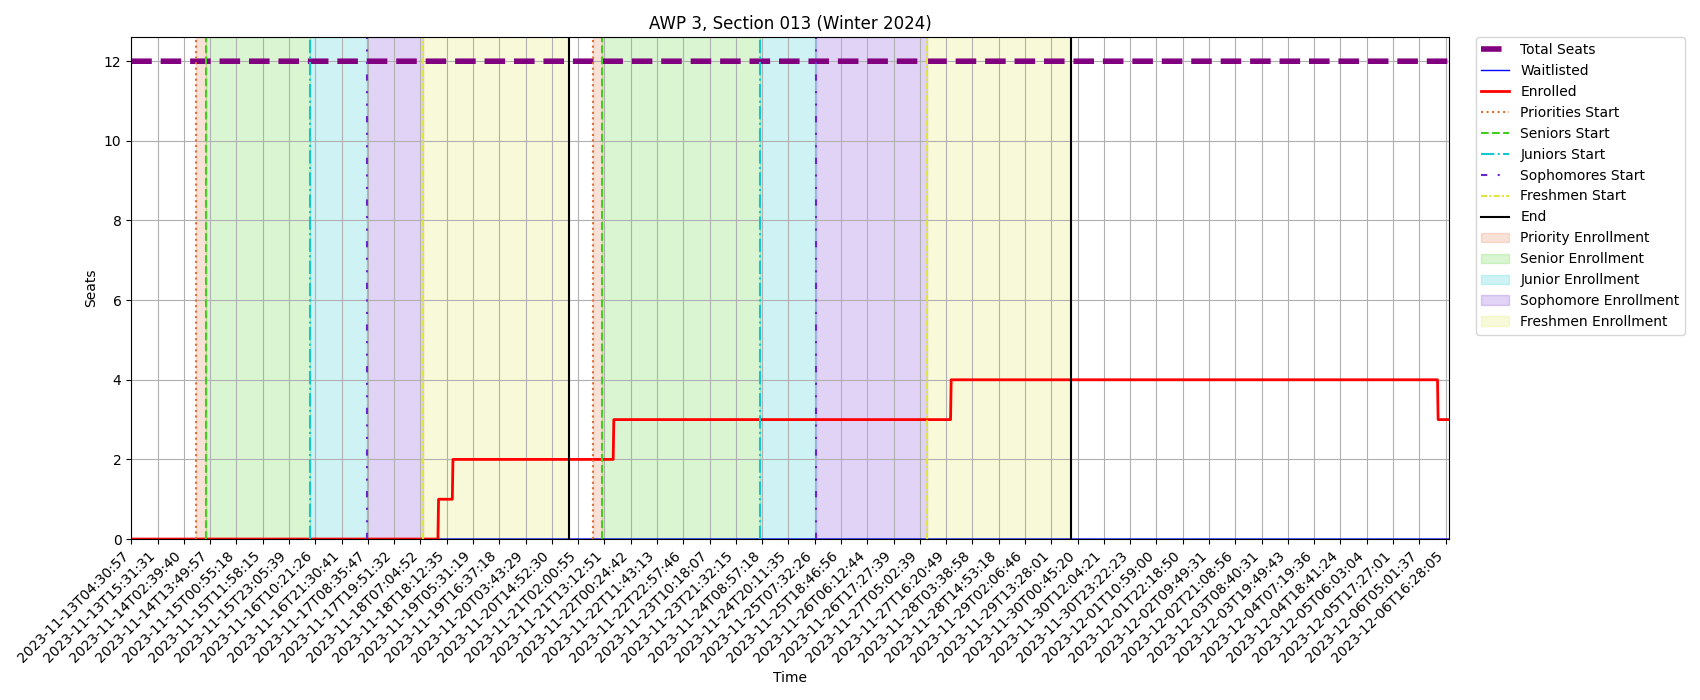 AWP 3, Section 013 (Winter 2024)
Seats
12
10
8
6
4
2
0
2023-11-13T04:30:57
2023-11-13T15:31:31
2023-11-14T02:39:40
2023-11-14T13:49:57
2023-11-15T00:55:18
2023-11-15T11:58:15
2023-11-15T23:05:39
2023-11-16T10:21:26
2023-11-16T21:30:41
2023-11-17T08:35:47
2023-11-17T19:51:32
2023-11-18T07:04:52
2023-11-18T18:12:35
2023-11-19T05:31:19
2023-11-19T16:37:18
2023-11-20T03:43:29
2023-11-20T14:52:30
2023-11-21T02:00:55
2023-11-21T13:12:51
2023-11-22T00:24:42
2023-11-22T11:43:13
2023-11-22T22:57:46
2023-11-23T10:18:07
2023-11-23T21:32:15
2023-11-24T08:57:18
2023-11-24T20:11:35
2023-11-25T07:32:26
2023-11-25T18:46:56
2023-11-26T06:12:44
2023-11-26T17:27:39
2023-11-27T05:02:39
2023-11-27T16:20:49
2023-11-28T03:38:58
2023-11-28T14:53:18
2023-11-29T02:06:46
2023-11-29T13:28:01
2023-11-30T00:45:20
2023-11-30T12:04:21
2023-11-30T23:22:23
2023-12-01T10:59:00
2023-12-01T22:18:50
2023-12-02T09:49:31
2023-12-02T21:08:56
2023-12-03T08:40:31
2023-12-03T19:49:43
2023-12-04T07:19:36
2023-12-04T18:41:24
2023-12-05T06:03:04
2023-12-05T17:27:01
2023-12-06T05:01:37
2023-12-06T16:28:05
Time
Total Seats
Waitlisted
Enrolled
Priorities Start
Seniors Start
Juniors Start
Sophomores Start
Freshmen Start
End
Priority Enrollment
Senior Enrollment
Junior Enrollment
Sophomore Enrollment
Freshmen Enrollment